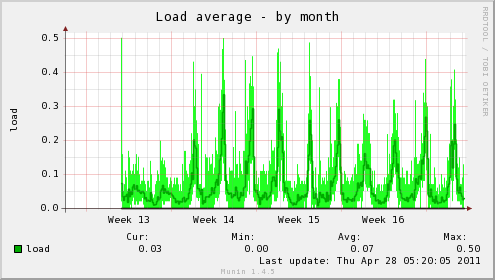 Load average - by month
RRDTOOL / TOBI OETIKER
load
0.5
0.4
0.3
0.2
0.1
0.0
Week 13 Week 14 Week 15 Week 16
Cur: Min: Avg: Max:
load 0.03 0.00 0.07 0.50
Last update: Thu Apr 28 05:20:05 2011
Munin 1.4.5